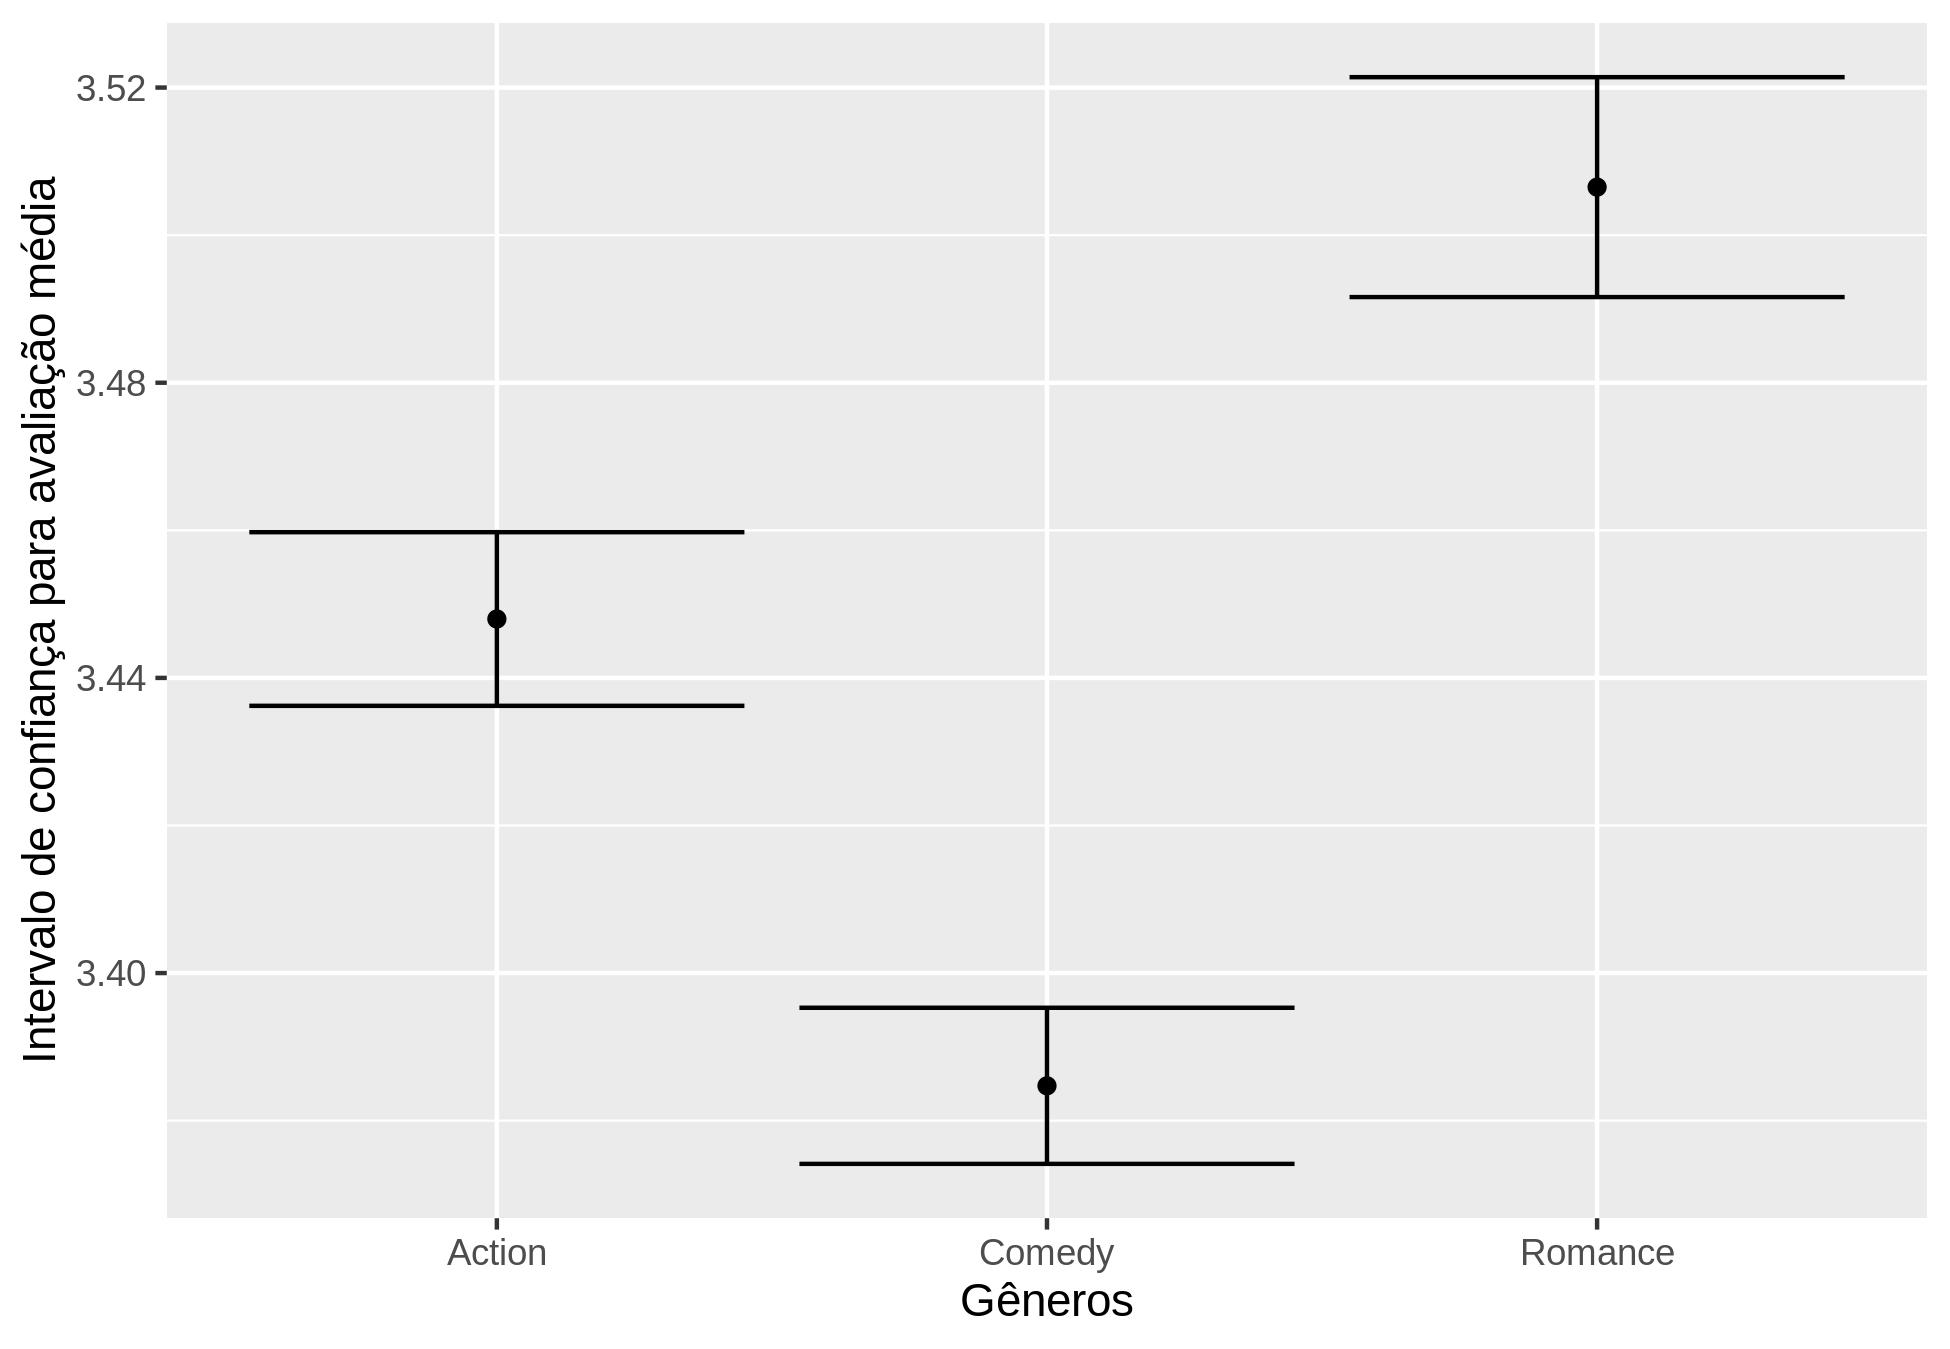 Intervalo de confiança para avaliação média
3.52
3.48
3.44
3.40
Action
Comedy
Romance
Gêneros